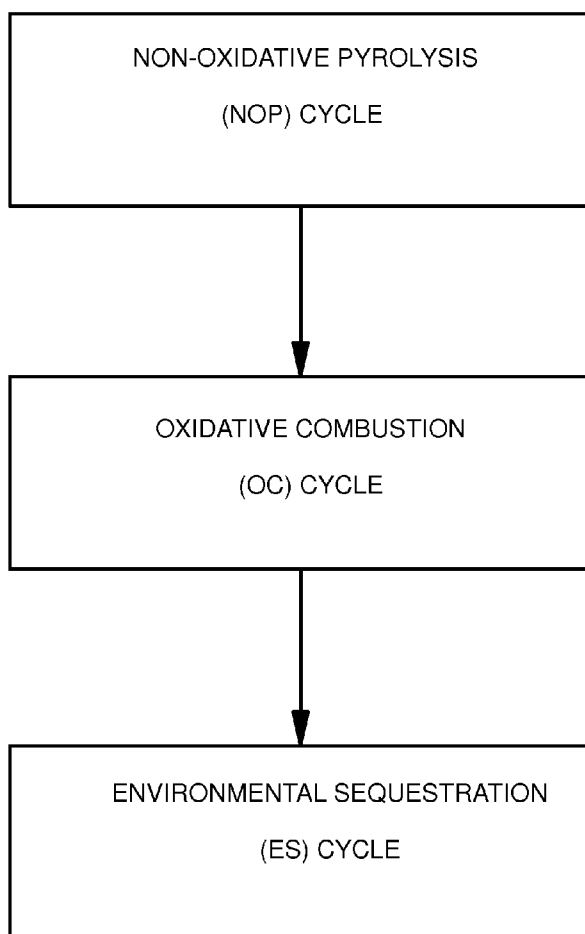 NON-OXIDATIVE PYROLYSIS
(NOP) CYCLE
OXIDATIVE COMBUSTION
(OC) CYCLE
ENVIRONMENTAL SEQUESTRATION
(ES) CYCLE